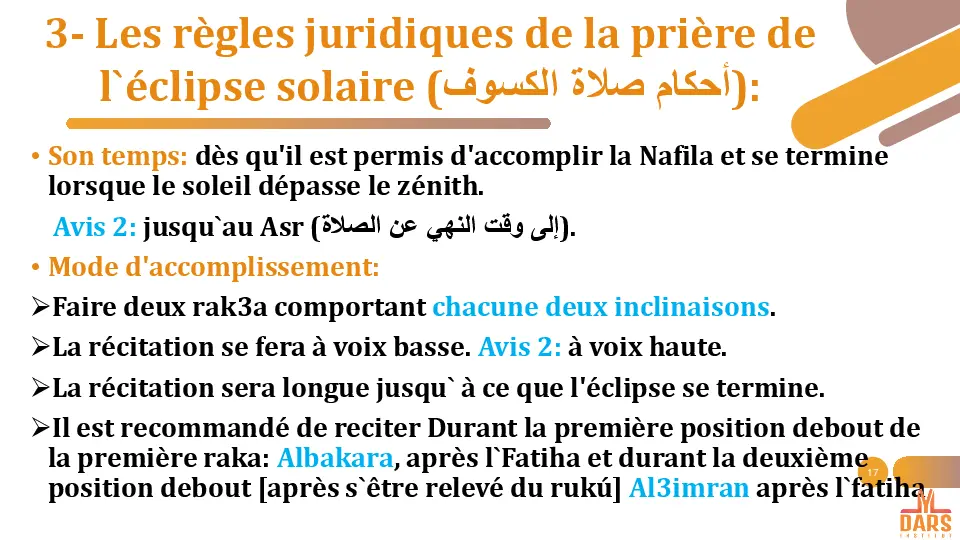 3- Les règles juridiques de la prière de
l`éclipse solaire (أحكام صلاة الكسوف):
• Son temps: dès qu'il est permis d'accomplir la Nafila et se termine
lorsque le soleil dépasse le zénith.
Avis 2: jusqu`au Asr (إلى وقت النهي عن الصلاة).
• Mode d'accomplissement:
➢Faire deux rak3a comportant chacune deux inclinaisons.
➢La récitation se fera à voix basse. Avis 2: à voix haute.
➢La récitation sera longue jusqu` à ce que l'éclipse se termine.
➢Il est recommandé de reciter Durant la première position debout de
la première raka: Albakara, après l`Fatiha et durant la deuxième
position debout [après s`être relevé du rukú] Al3imran après l`fatiha
17
DARS
INSTITUT